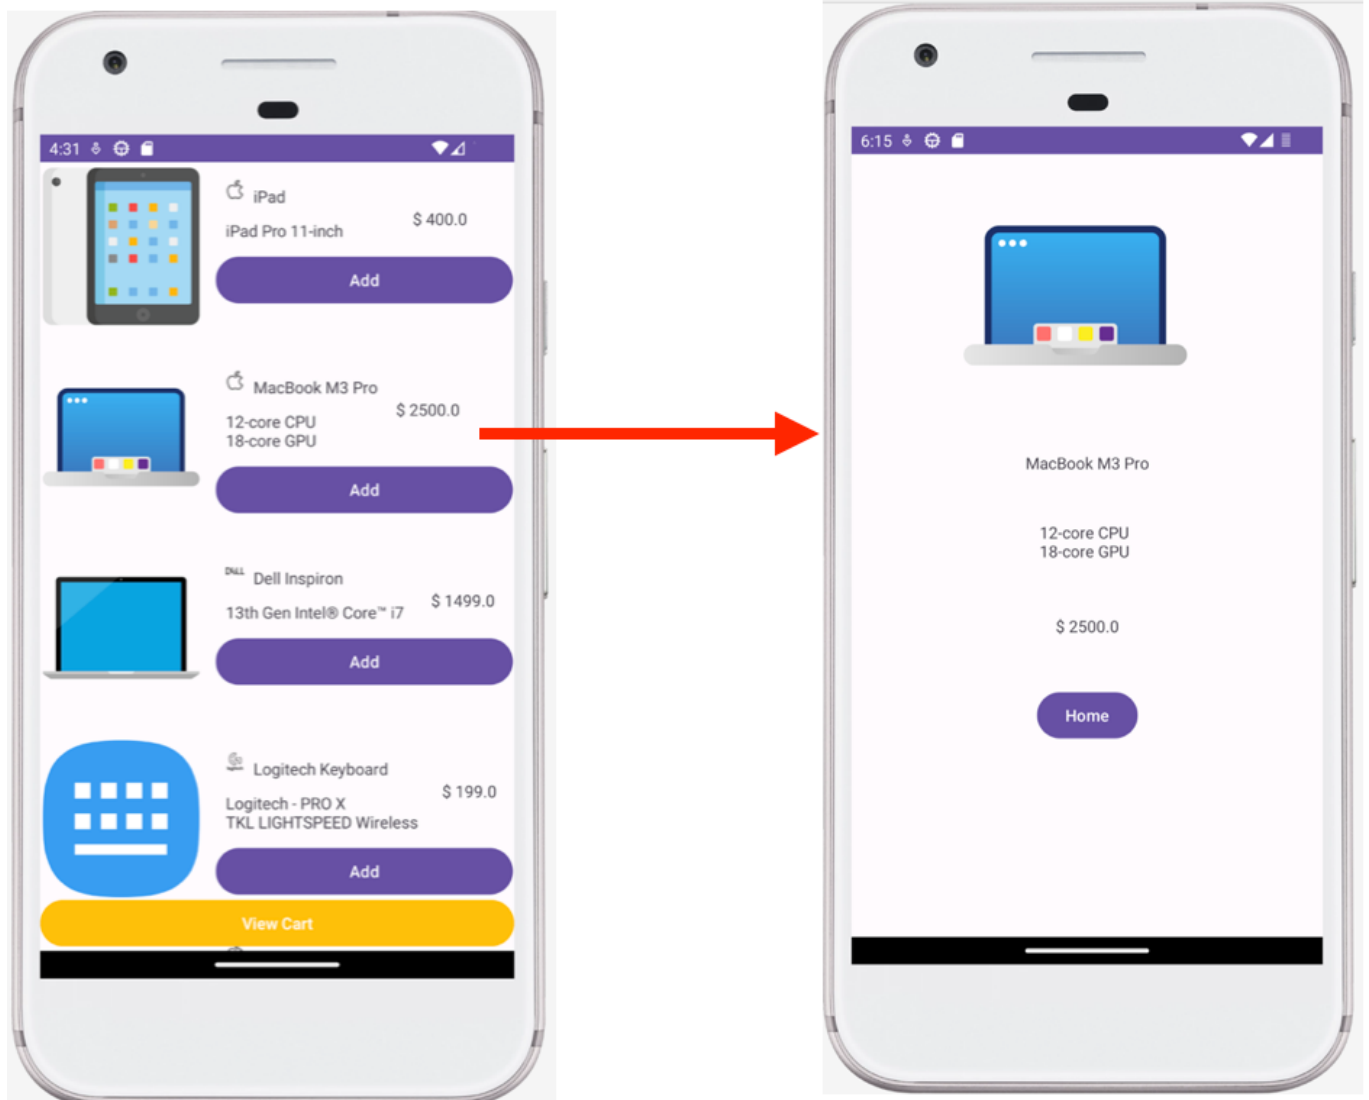 4:31
iPad
iPad Pro 11-inch
$ 400.0
Add
MacBook M3 Pro
12-core CPU
18-core GPU
$ 2500.0
Add
DELL
Dell Inspiron
13th Gen Intel® Core™ i7
$ 1499.0
Add
Logitech Keyboard
Logitech - PRO X
TKL LIGHTSPEED Wireless
$ 199.0
Add
View Cart
6:15
MacBook M3 Pro
12-core CPU
18-core GPU
$ 2500.0
Home